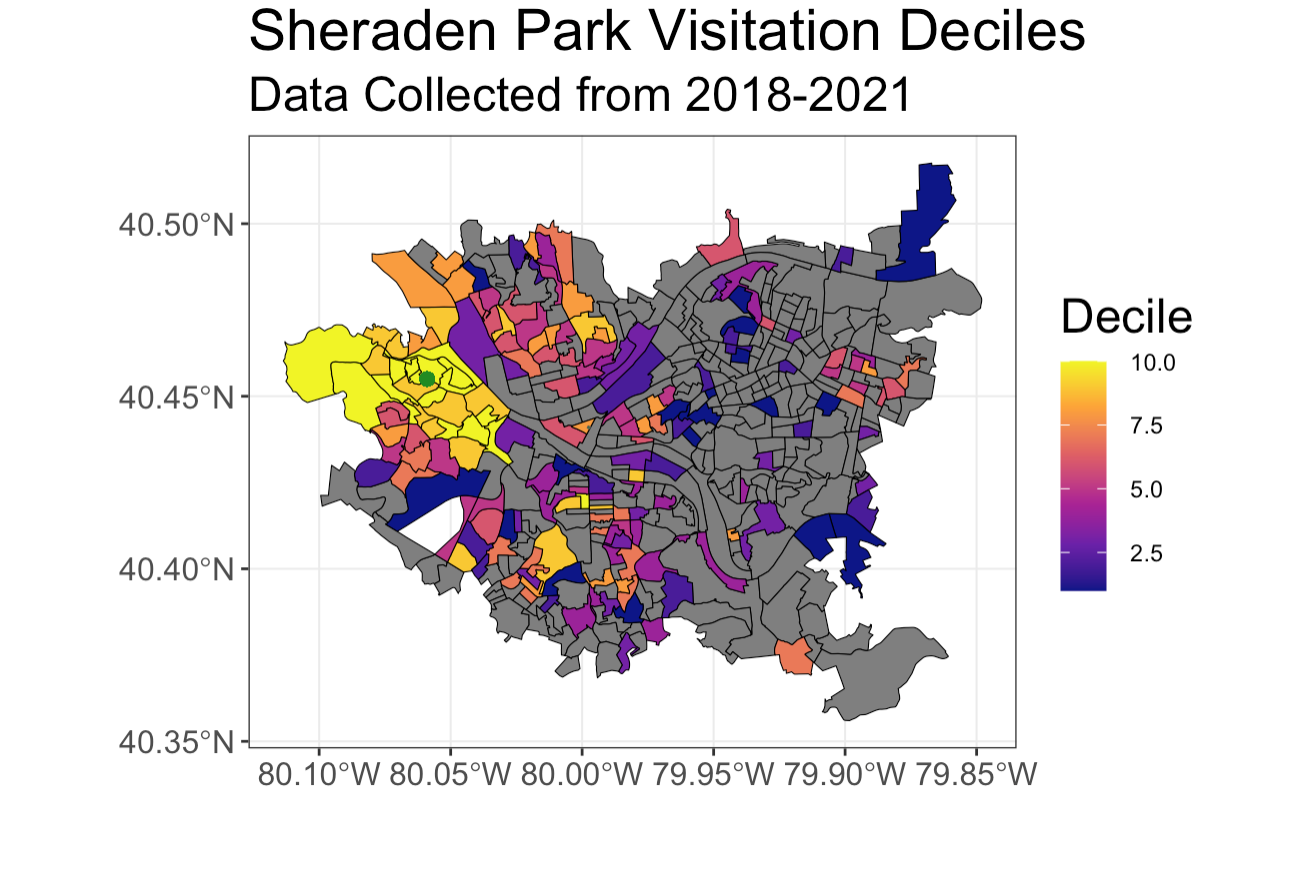 Sheraden Park Visitation Deciles
Data Collected from 2018-2021
40.50°N
40.45°N
40.40°N
40.35°N
80.10°W 80.05°W 80.00°W 79.95°W 79.90°W 79.85°W
Decile
10.0
7.5
5.0
2.5